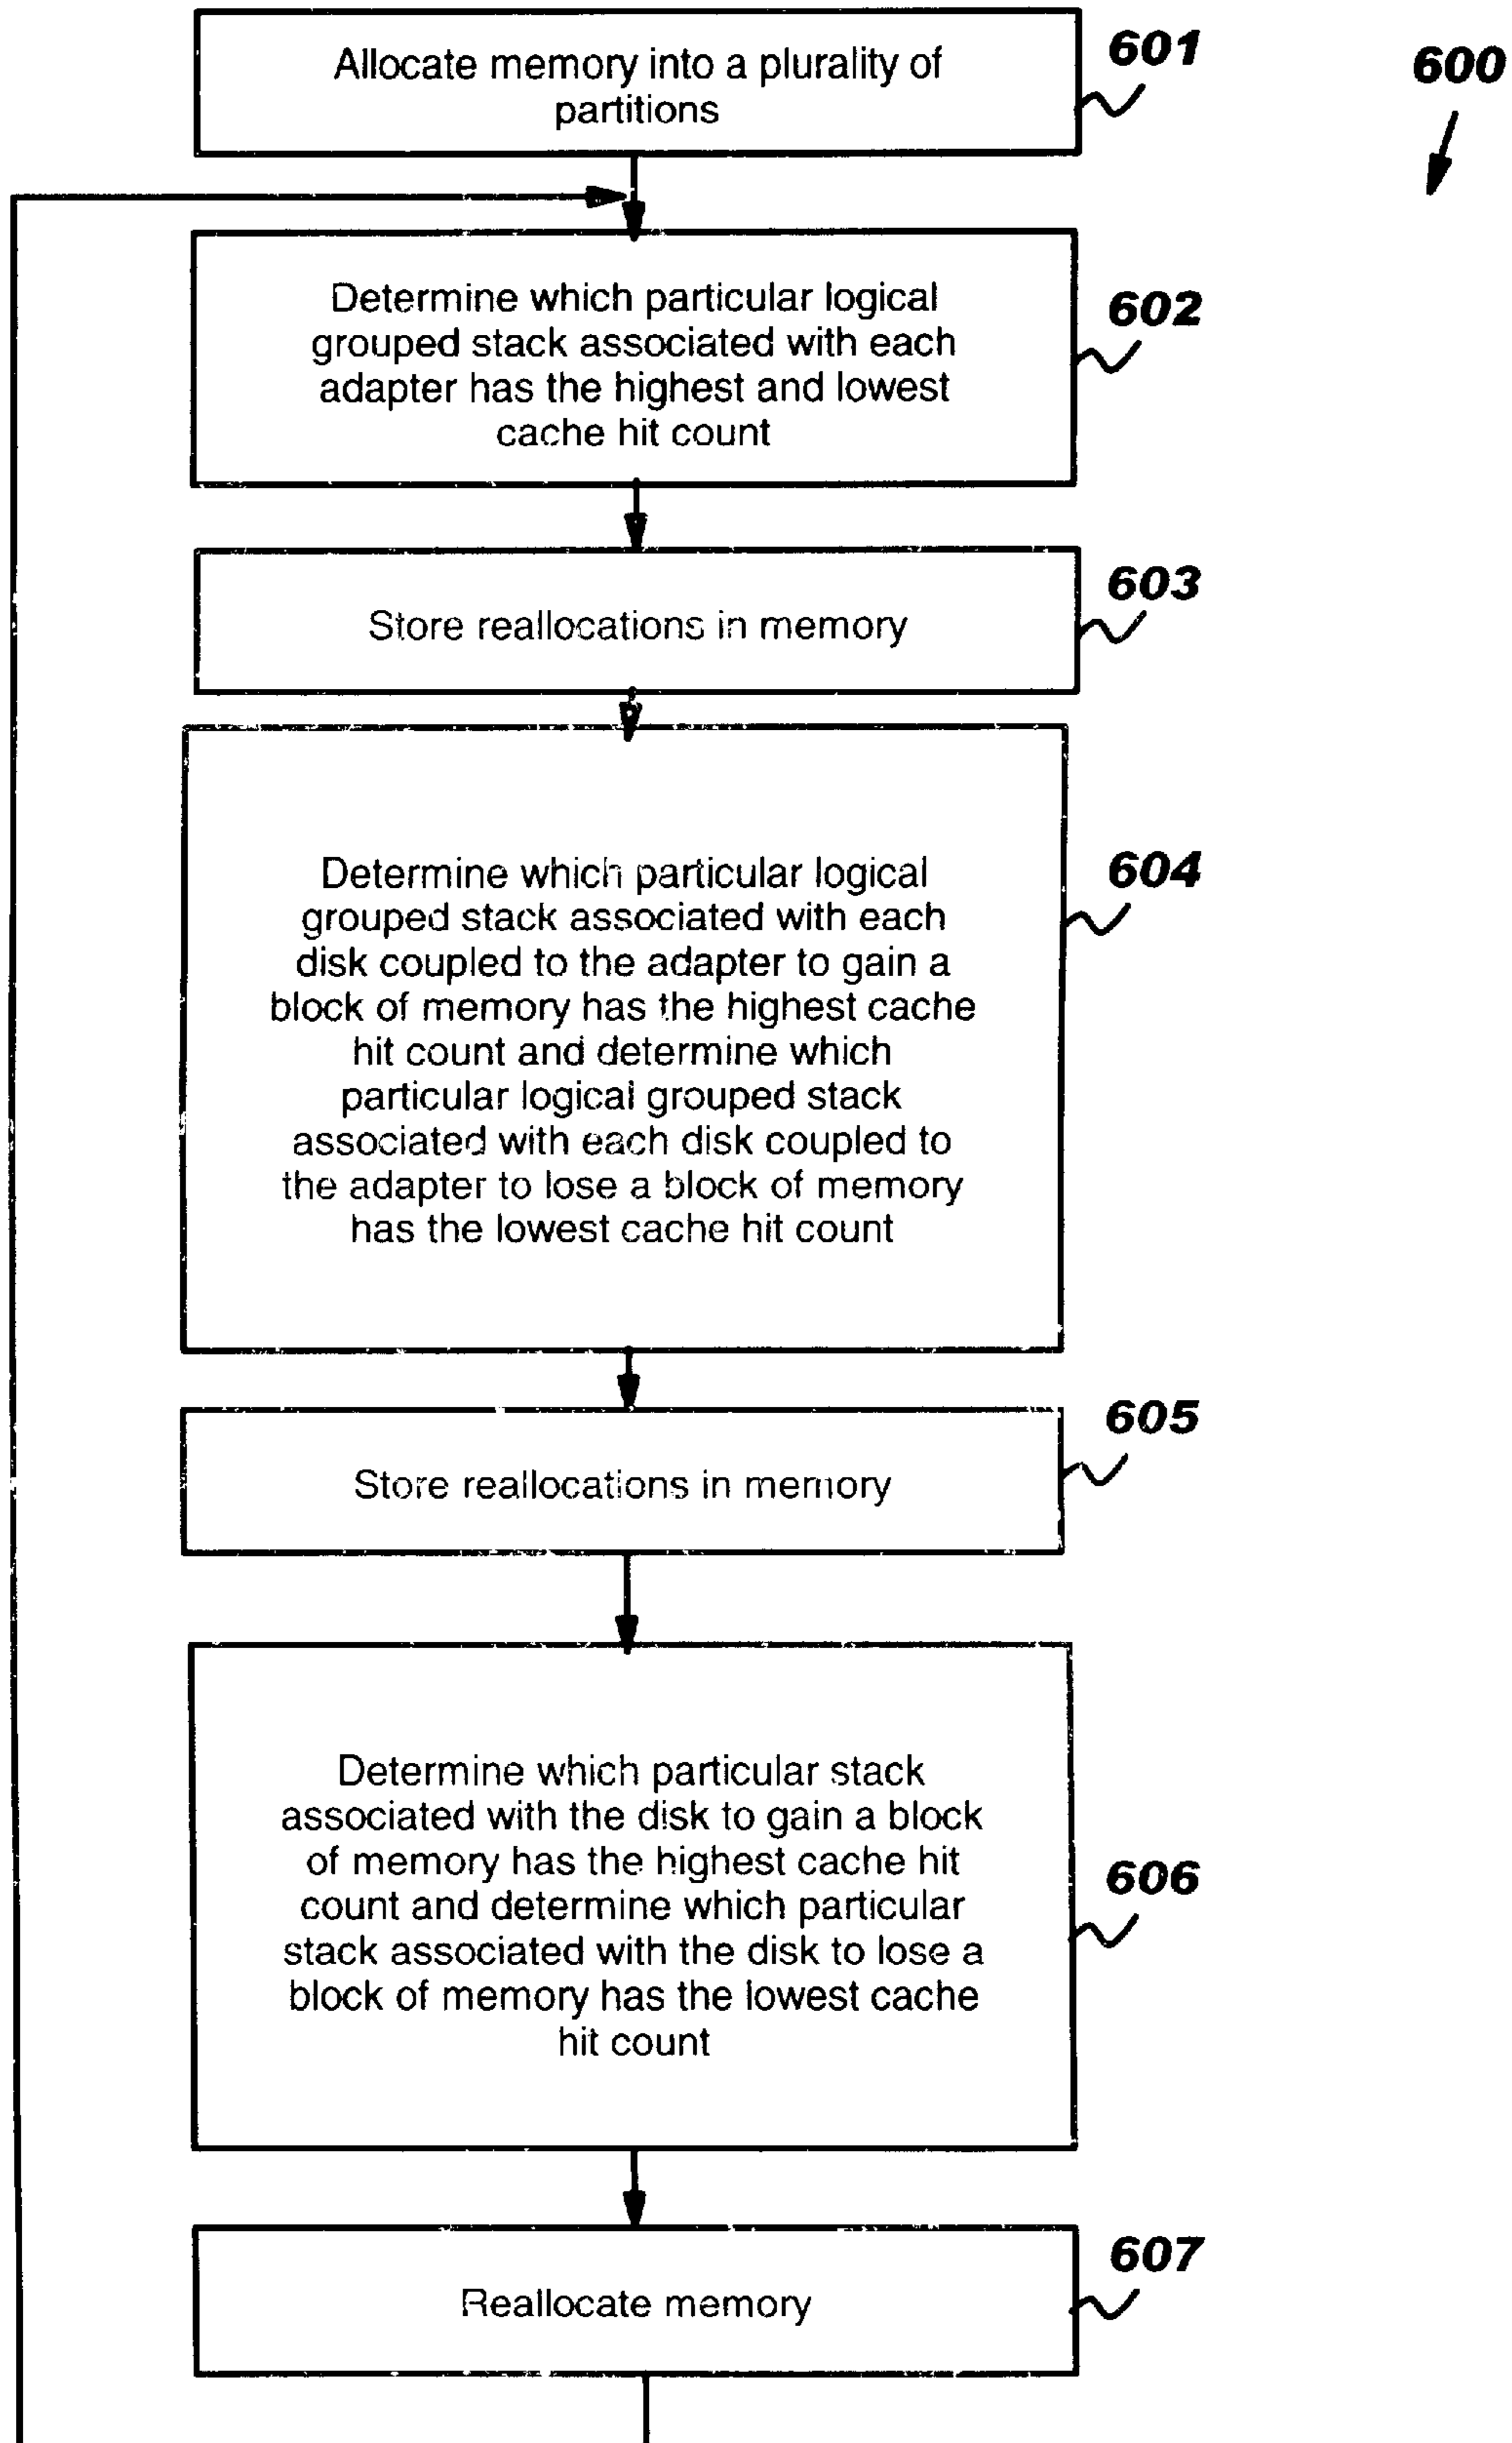 Allocate memory into a plurality of
partitions
601
600
Determine which particular logical
grouped stack associated with each
adapter has the highest and lowest
cache hit count
602
Store reallocations in memory
603
Determine which particular logical
grouped stack associated with each
disk coupled to the adapter to gain a
block of memory has the highest cache
hit count and determine which
particular logical grouped stack
associated with each disk coupled to
the adapter to lose a block of memory
has the lowest cache hit count
604
Store reallocations in memory
605
Determine which particular stack
associated with the disk to gain a block
of memory has the highest cache hit
count and determine which particular
stack associated with the disk to lose a
block of memory has the lowest cache
hit count
606
Reallocate memory
607